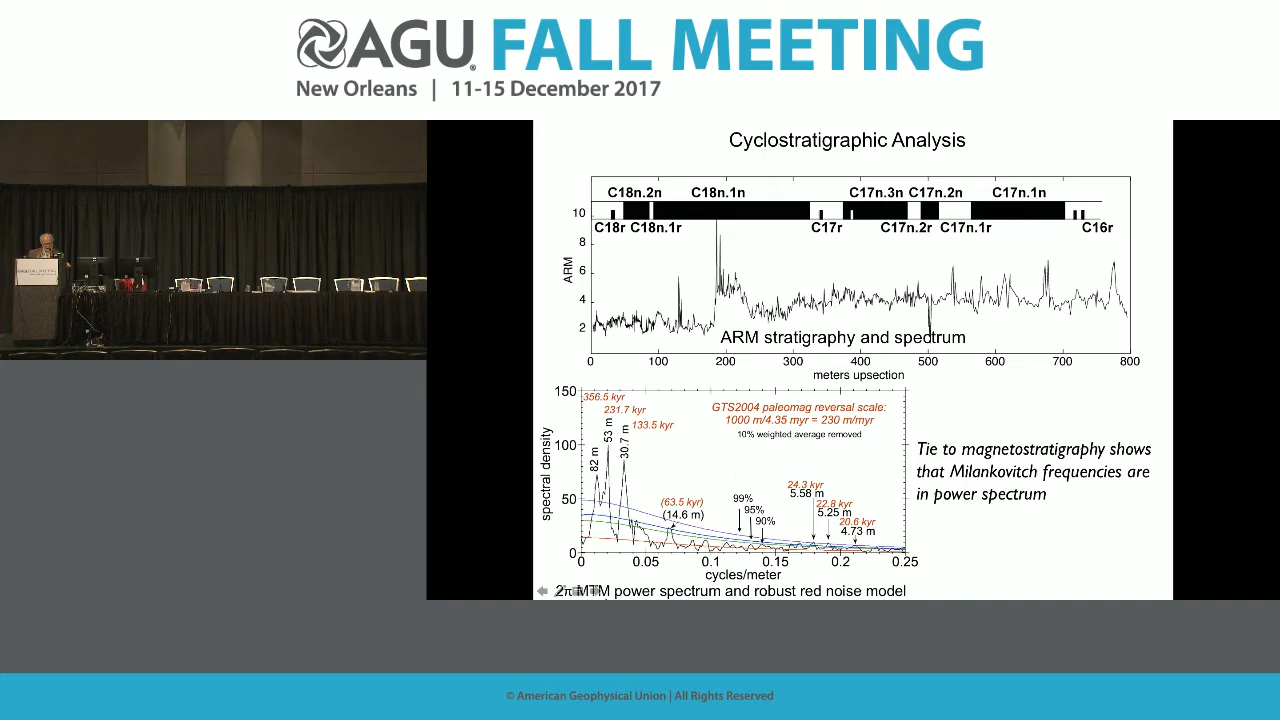 AGU FALL MEETING
New Orleans | 11-15 December 2017
AGU FALL MEETING
Cyclostratigraphic Analysis
C18n.2n C18n.1n C17n.3n C17n.2n C17n.1n
C18r C18n.1r C17r C17n.2r C17n.1r C16r
10
8
6
4
2
ARM
ARM stratigraphy and spectrum
0 100 200 300 400 500 600 700 800
meters upsection
150
100
50
0
spectral density
356.5 kyr
231.7 kyr
133.5 kyr
82 m
53 m
30.7 m
(63.5 kyr)
(14.6 m)
GTS2004 paleomag reversal scale:
1000 m/4.35 myr = 230 m/myr
10% weighted average removed
99%
95%
90%
24.3 kyr
5.58 m
22.8 kyr
5.25 m
20.6 kyr
4.73 m
0 0.05 0.1 0.15 0.2 0.25
cycles/meter
2π MTM power spectrum and robust red noise model
Tie to magnetostratigraphy shows
that Milankovitch frequencies are
in power spectrum
© American Geophysical Union | All Rights Reserved